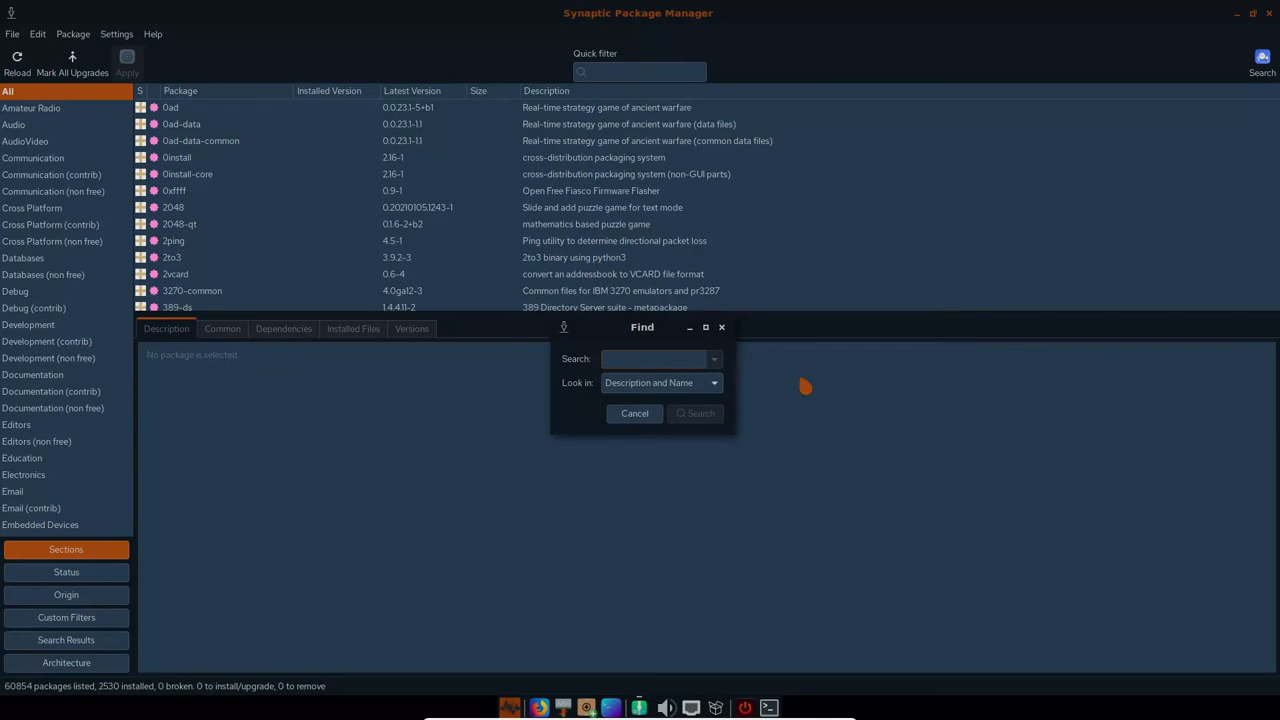 Synaptic Package Manager
File Edit Package Settings Help
Quick filter
Reload Mark All Upgrades Apply Search
All
Amateur Radio
Audio
AudioVideo
Communication
Communication (contrib)
Communication (non free)
Cross Platform
Cross Platform (contrib)
Cross Platform (non free)
Databases
Databases (non free)
Debug
Debug (contrib)
Development
Development (contrib)
Development (non free)
Documentation
Documentation (contrib)
Documentation (non free)
Editors
Editors (non free)
Education
Electronics
Email
Email (contrib)
Embedded Devices
Sections
Status
Origin
Custom Filters
Search Results
Architecture
S Package Installed Version Latest Version Size Description
0ad 0.0.23.1-5+b1 Real-time strategy game of ancient warfare
0ad-data 0.0.23.1-1.1 Real-time strategy game of ancient warfare (data files)
0ad-data-common 0.0.23.1-1.1 Real-time strategy game of ancient warfare (common data files)
0install 2.16-1 cross-distribution packaging system
0install-core 2.16-1 cross-distribution packaging system (non-GUI parts)
0xffff 0.9-1 Open Free Fiasco Firmware Flasher
2048 0.20210105.1243-1 Slide and add puzzle game for text mode
2048-qt 0.1.6-2+b2 mathematics based puzzle game
2ping 4.5-1 Ping utility to determine directional packet loss
2to3 3.9.2-3 2to3 binary using python3
2vcard 0.6-4 convert an addressbook to VCARD file format
3270-common 4.0ga12-3 Common files for IBM 3270 emulators and pr3287
389-ds 1.4.4.11-2 389 Directory Server suite - metapackage
Description Common Dependencies Installed Files Versions
No package is selected.
Find
Search:
Look in: Description and Name
Cancel Search
60854 packages listed, 2530 installed, 0 broken. 0 to install/upgrade, 0 to remove